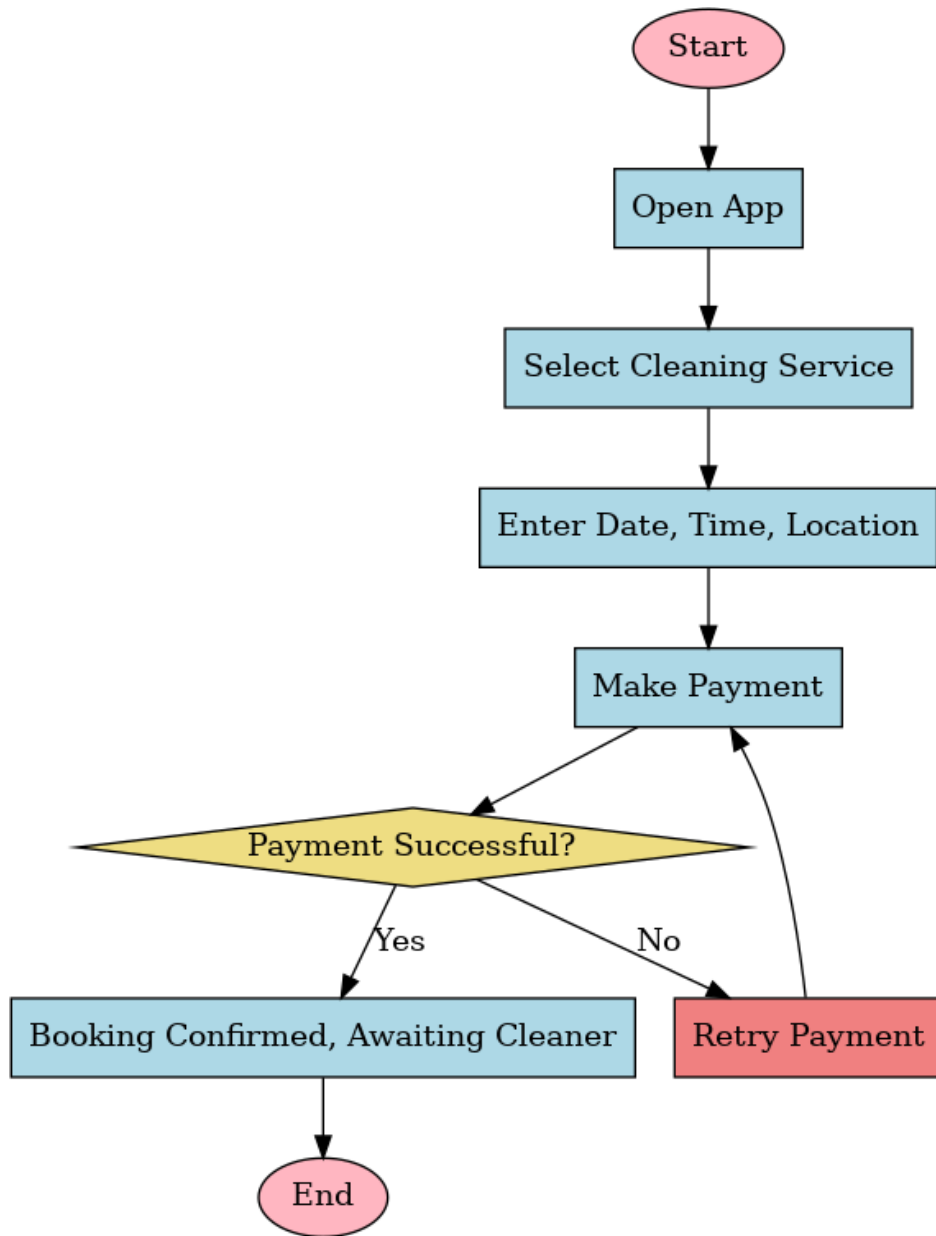 Start
Open App
Select Cleaning Service
Enter Date, Time, Location
Make Payment
Payment Successful?
Yes
No
Booking Confirmed, Awaiting Cleaner
Retry Payment
End